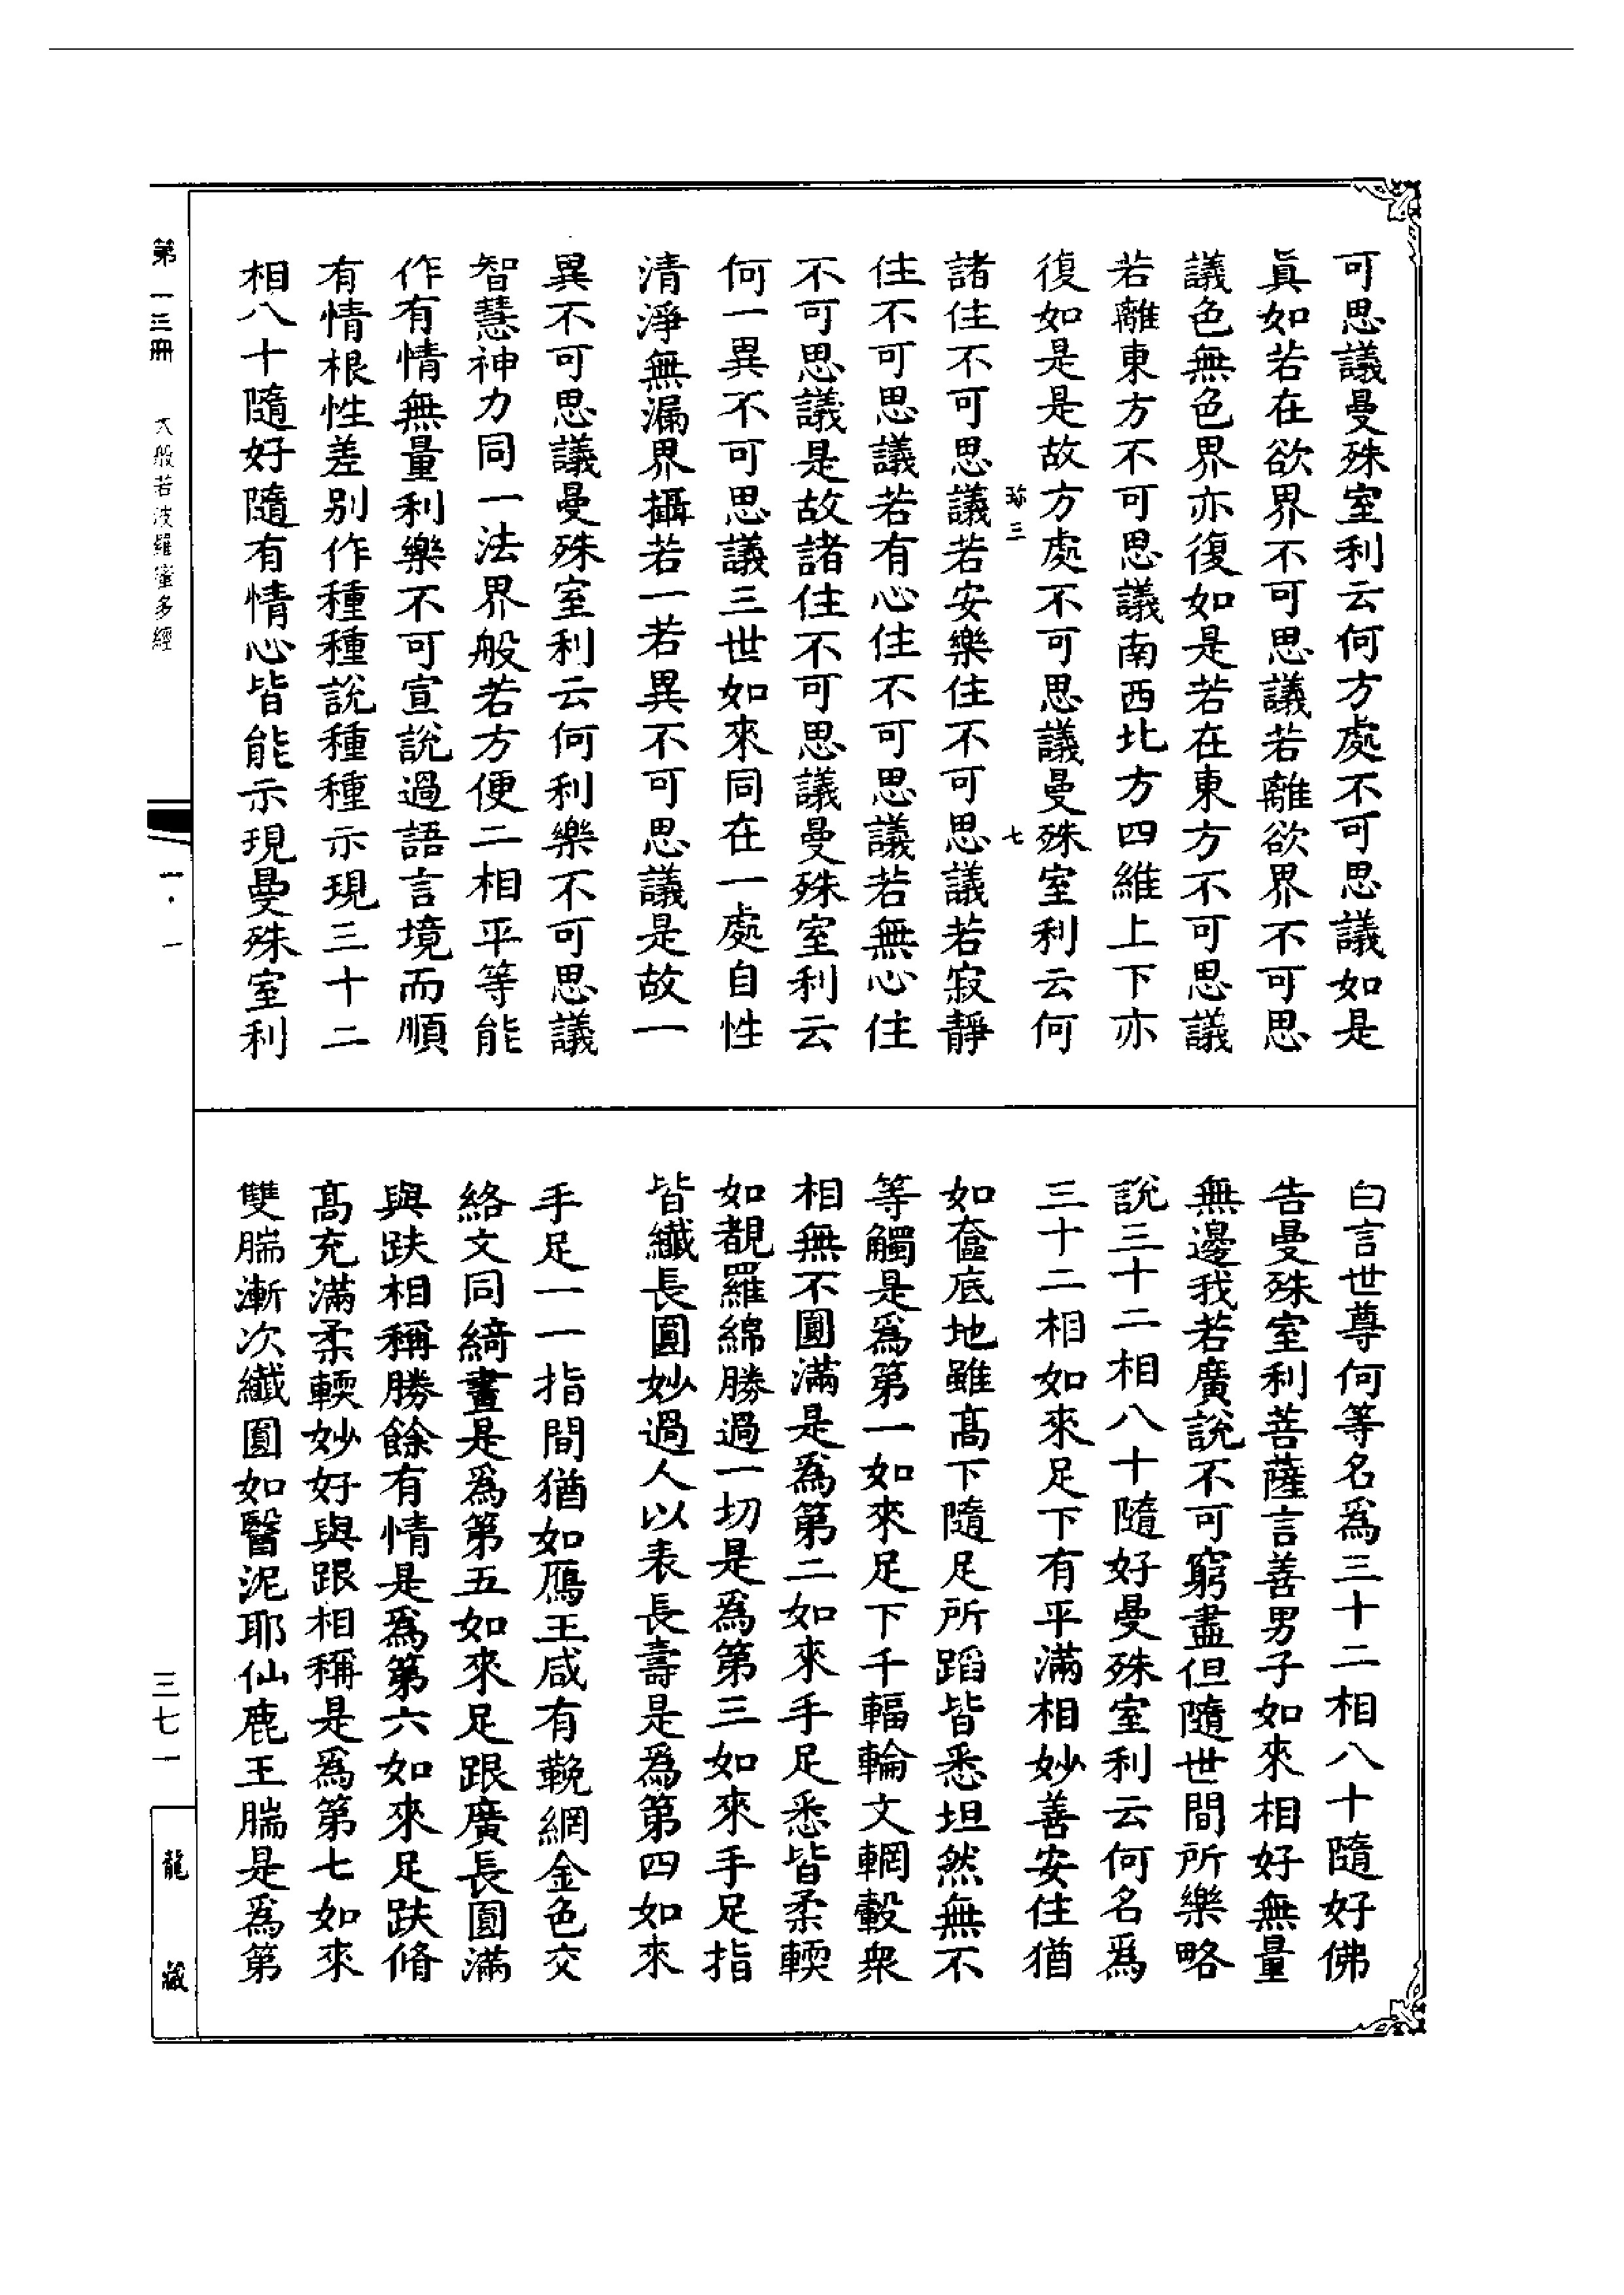 可思議曼殊室利云何方處不可思議如是
眞如若在欲界不可思議若離欲界不可思
議色無色界亦復如是若在東方不可思議
若離東方不可思議南西北方四維上下亦
復如是是故方處不可思議曼殊室利云何
珎三
七
諸住不可思議若安樂住不可思議若寂靜
住不可思議若有心住不可思議若無心住
不可思議是故諸住不可思議曼殊室利云
何一異不可思議三世如來同在一處自性
清淨無漏界攝若一若異不可思議是故一
異不可思議曼殊室利云何利樂不可思議
智慧神力同一法界般若方便二相平等能
作有情無量利樂不可宣說過語言境而順
有情根性差別作種種說種種示現三十二
相八十隨好隨有情心皆能示現曼殊室利
白言世尊何等名爲三十二相八十隨好佛
告曼殊室利菩薩言善男子如來相好無量
無邊我若廣說不可窮盡但隨世間所樂略
說三十二相八十隨好曼殊室利云何名爲
三十二相如來足下有平滿相妙善安住猶
如奩底地雖高下隨足所蹈皆悉坦然無不
等觸是爲第一如來足下千輻輪文輞轂衆
相無不圓滿是爲第二如來手足悉皆柔輭
如覩羅綿勝過一切是爲第三如來手足指
皆纖長圓妙過人以表長壽是爲第四如來
手足一一指間猶如鴈王咸有鞔網金色交
絡文同綺畫是爲第五如來足跟廣長圓滿
與趺相稱勝餘有情是爲第六如來足趺脩
高充滿柔輭妙好與跟相稱是爲第七如來
雙腨漸次纖圓如瑿泥耶仙鹿王腨是爲第
第一三冊
大般若波羅蜜多經
一·一
三七一
龍藏